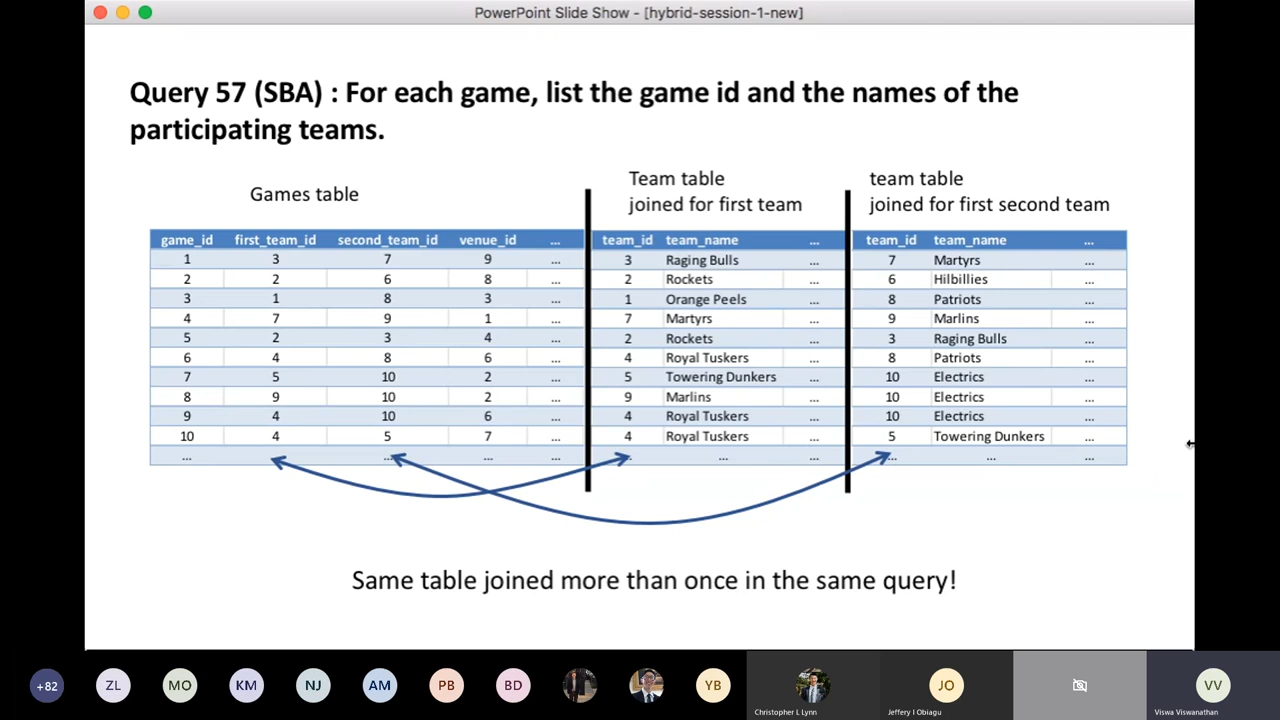 PowerPoint Slide Show - [hybrid-session-1-new]
Query 57 (SBA) : For each game, list the game id and the names of the
participating teams.
Games table
Team table
joined for first team
team table
joined for first second team
game_id first_team_id second_team_id venue_id ... team_id team_name ... team_id team_name ...
1 3 7 9 ... 3 Raging Bulls ... 7 Martyrs ...
2 2 6 8 ... 2 Rockets ... 6 Hilbillies ...
3 1 8 3 ... 1 Orange Peels ... 8 Patriots ...
4 7 9 1 ... 7 Martyrs ... 9 Marlins ...
5 2 3 4 ... 2 Rockets ... 3 Raging Bulls ...
6 4 8 6 ... 4 Royal Tuskers ... 8 Patriots ...
7 5 10 2 ... 5 Towering Dunkers ... 10 Electrics ...
8 9 10 2 ... 9 Marlins ... 10 Electrics ...
9 4 10 6 ... 4 Royal Tuskers ... 10 Electrics ...
10 4 5 7 ... 4 Royal Tuskers ... 5 Towering Dunkers ...
... ... ... ... ... ... ... ... ... ...
Same table joined more than once in the same query!
+82 ZL MO KM NJ AM PB BD YB JO VV
Christopher L Lynn Jeffery I Obiagu Viswa Viswanathan